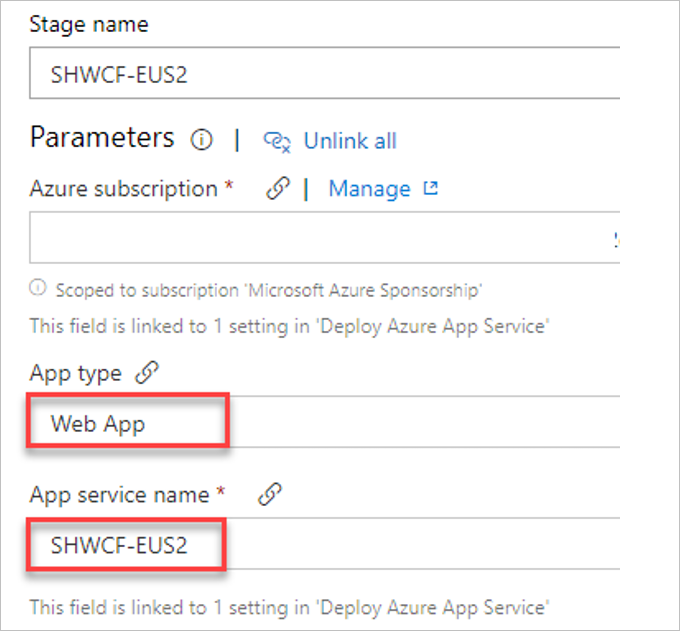 Stage name
SHWCF-EUS2
Parameters | Unlink all
Azure subscription * | Manage
Scoped to subscription 'Microsoft Azure Sponsorship'
This field is linked to 1 setting in 'Deploy Azure App Service'
App type
Web App
App service name *
SHWCF-EUS2
This field is linked to 1 setting in 'Deploy Azure App Service'